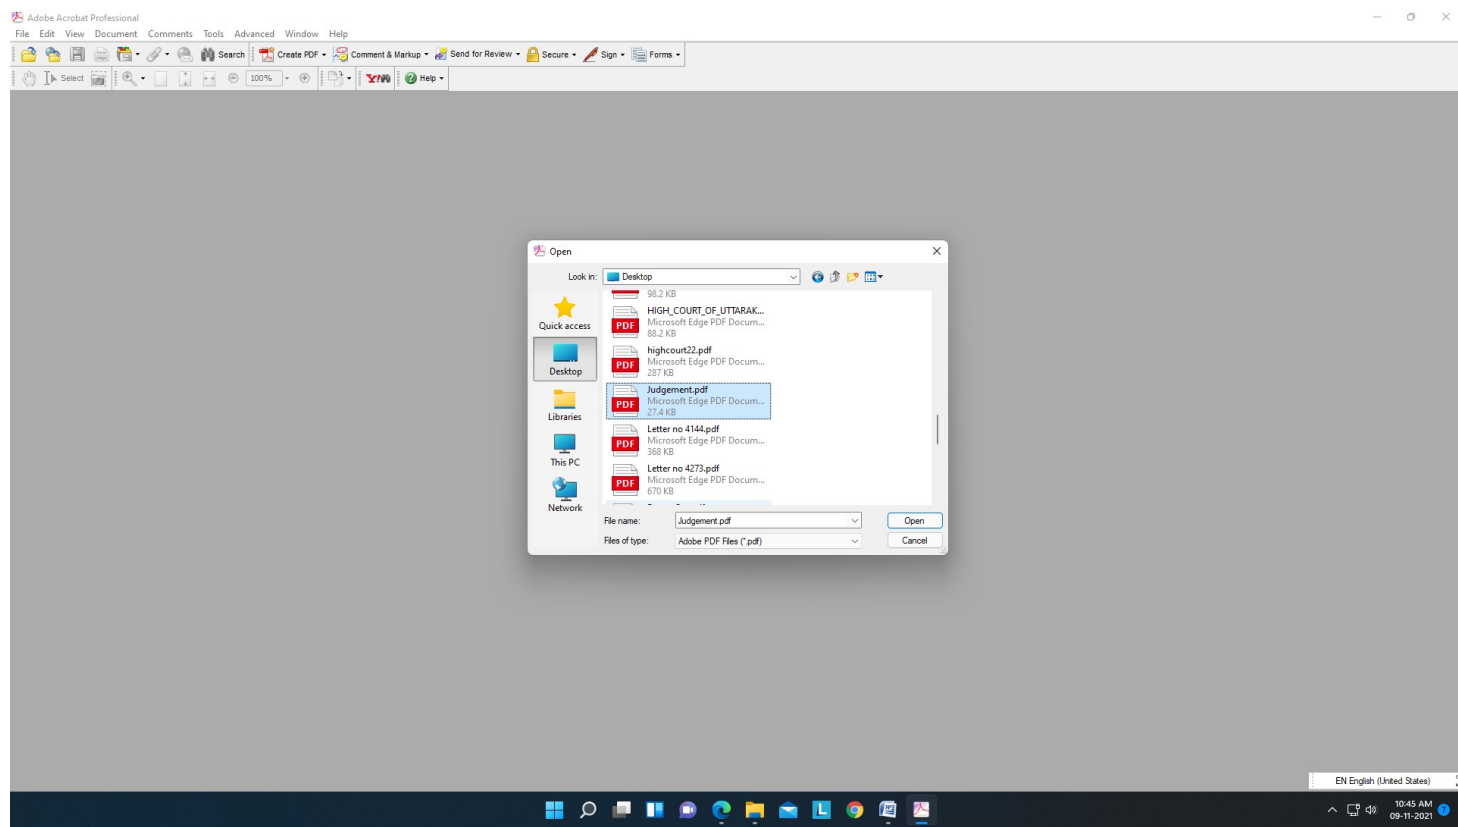 Adobe Acrobat Professional
File Edit View Document Comments Tools Advanced Window Help
Search Create PDF Comment & Markup Send for Review Secure Sign Forms
Select 100% Y!M Help
Open
Look in: Desktop
98.2 KB
HIGH_COURT_OF_UTTARAK...
Microsoft Edge PDF Docum...
88.2 KB
highcourt22.pdf
Microsoft Edge PDF Docum...
287 KB
Judgement.pdf
Microsoft Edge PDF Docum...
27.4 KB
Letter no 4144.pdf
Microsoft Edge PDF Docum...
368 KB
Letter no 4273.pdf
Microsoft Edge PDF Docum...
670 KB
PDF
PDF
PDF
PDF
PDF
Quick access
Desktop
Libraries
This PC
Network
File name: Judgement.pdf Open
Files of type: Adobe PDF Files (*.pdf) Cancel
EN English (United States)
L
10:45 AM
09-11-2021